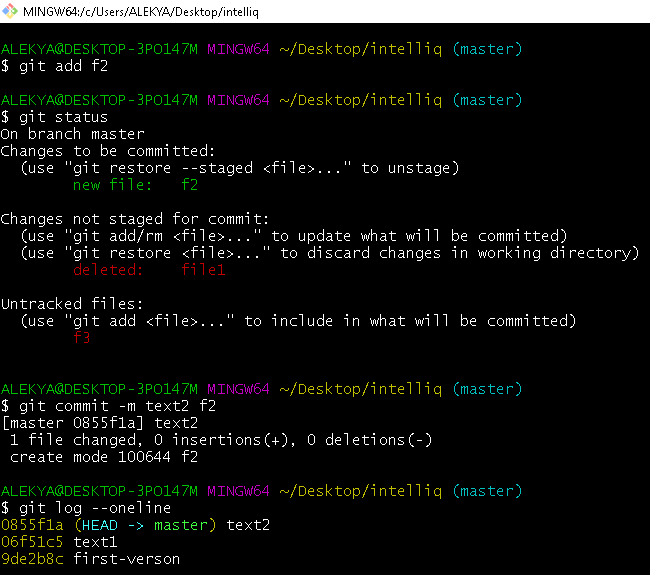 MINGW64:/c/Users/ALEKYA/Desktop/intelliq
ALEKYA@DESKTOP-3PO147M MINGW64 ~/Desktop/intelliq (master)
$ git add f2
ALEKYA@DESKTOP-3PO147M MINGW64 ~/Desktop/intelliq (master)
$ git status
On branch master
Changes to be committed:
  (use "git restore --staged <file>..." to unstage)
        new file:   f2
Changes not staged for commit:
  (use "git add/rm <file>..." to update what will be committed)
  (use "git restore <file>..." to discard changes in working directory)
        deleted:    file1
Untracked files:
  (use "git add <file>..." to include in what will be committed)
        f3
ALEKYA@DESKTOP-3PO147M MINGW64 ~/Desktop/intelliq (master)
$ git commit -m text2 f2
[master 0855f1a] text2
 1 file changed, 0 insertions(+), 0 deletions(-)
 create mode 100644 f2
ALEKYA@DESKTOP-3PO147M MINGW64 ~/Desktop/intelliq (master)
$ git log --oneline
0855f1a (HEAD -> master) text2
06f51c5 text1
9de2b8c first-verson